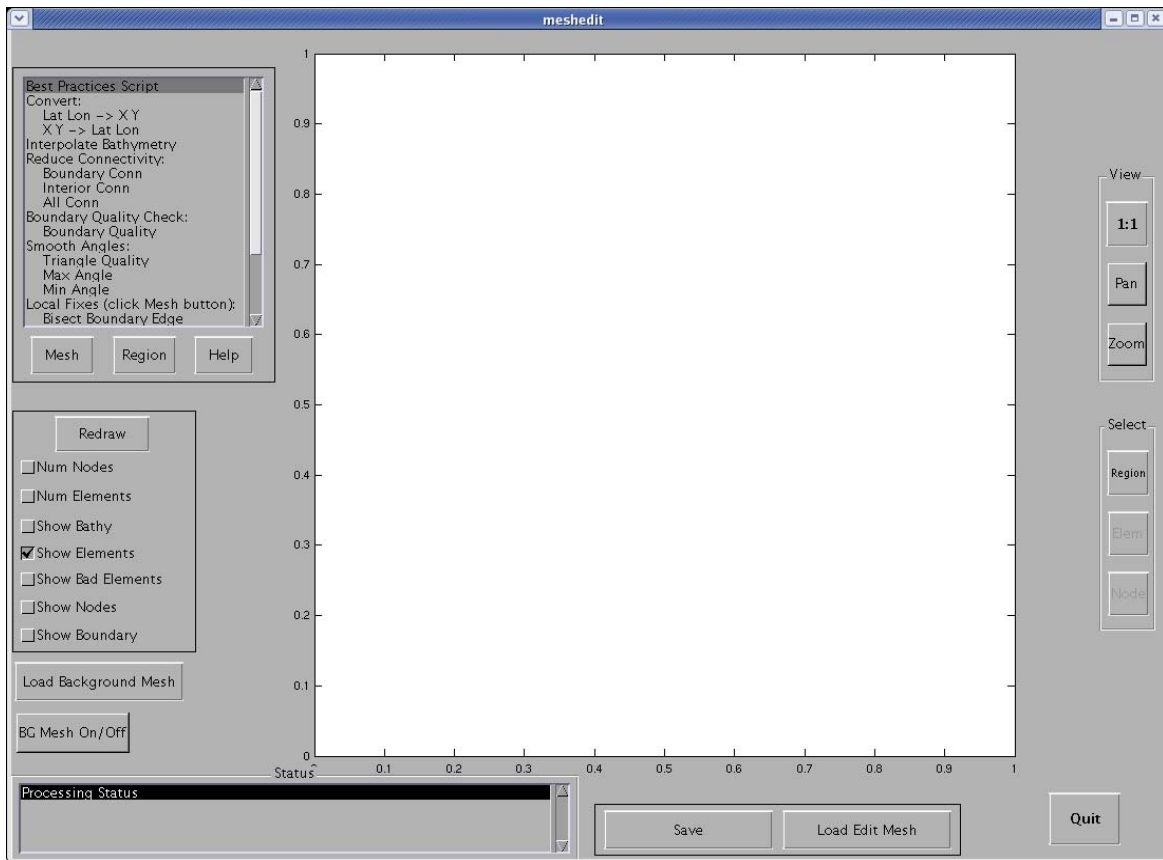 meshedit
Best Practices Script
Convert:
Lat Lon -> X Y
X Y -> Lat Lon
Interpolate Bathymetry
Reduce Connectivity:
Boundary Conn
Interior Conn
All Conn
Boundary Quality Check:
Boundary Quality
Smooth Angles:
Triangle Quality
Max Angle
Min Angle
Local Fixes (click Mesh button):
Bisect Boundary Edge
Mesh Region Help
Redraw
Num Nodes
Num Elements
Show Bathy
Show Elements
Show Bad Elements
Show Nodes
Show Boundary
Load Background Mesh
BG Mesh On/Off
1
0.9
0.8
0.7
0.6
0.5
0.4
0.3
0.2
0.1
0
0.1 0.2 0.3 0.4 0.5 0.6 0.7 0.8 0.9 1
View
1:1
Pan
Zoom
Select
Region
Elem
Node
Status
Processing Status
Save Load Edit Mesh
Quit